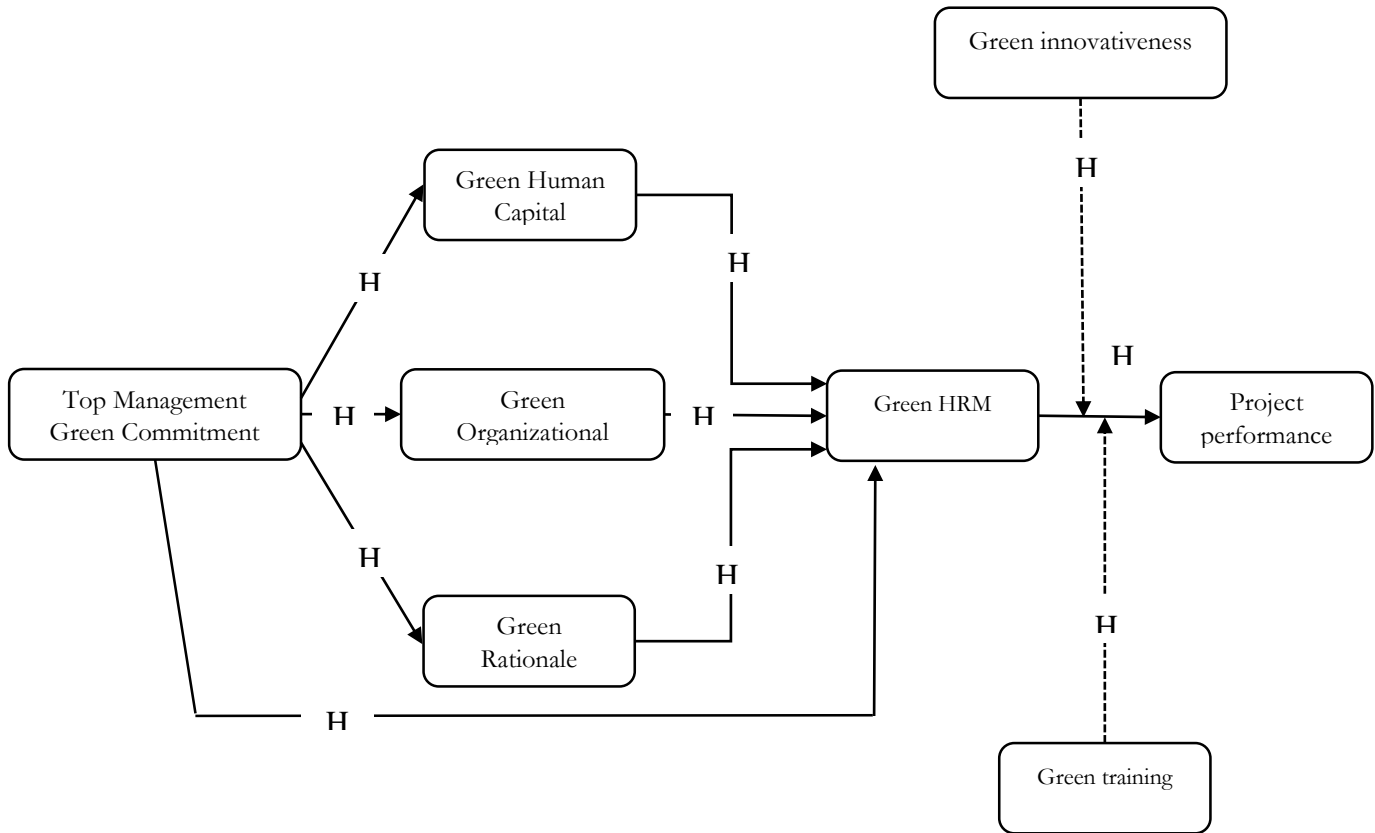 Green innovativeness
H
Green Human
Capital
H
H
H
Top Management
Green Commitment
H
Green
Organizational
H
Green HRM
Project
performance
H
H
H
Green
Rationale
H
Green training